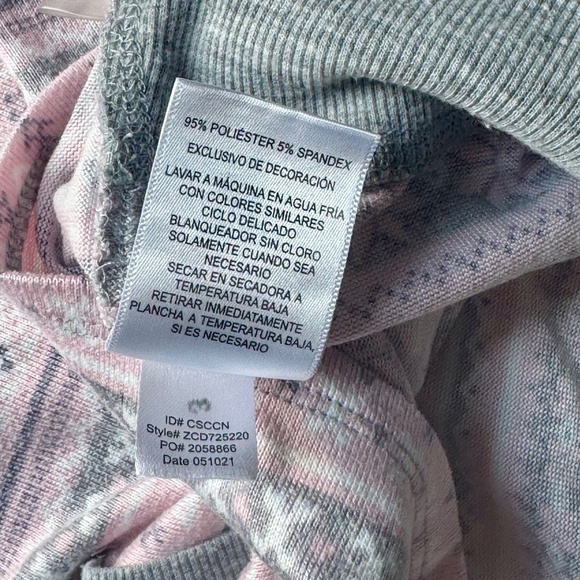 95% POLIÉSTER 5% SPANDEX
EXCLUSIVO DE DECORACIÓN
LAVAR A MÁQUINA EN AGUA FRÍA
CON COLORES SIMILARES
CICLO DELICADO
BLANQUEADOR SIN CLORO
SOLAMENTE CUANDO SEA
NECESARIO
SECAR EN SECADORA A
TEMPERATURA BAJA
RETIRAR INMEDIATAMENTE
PLANCHA A TEMPERATURA BAJA,
SI ES NECESARIO
ID# CSCCN
Style# ZCD725220
PO# 2058866
Date 051021